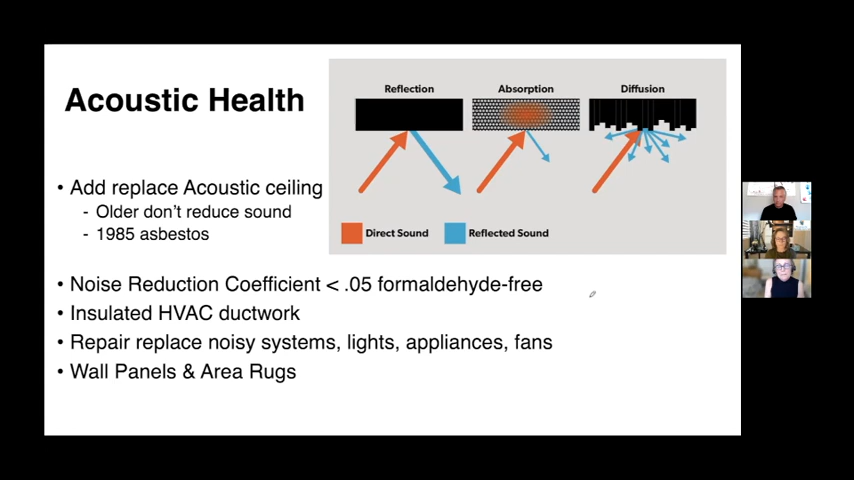 Acoustic Health
Reflection
Absorption
Diffusion
Direct Sound
Reflected Sound
• Add replace Acoustic ceiling
- Older don't reduce sound
- 1985 asbestos
• Noise Reduction Coefficient < .05 formaldehyde-free
• Insulated HVAC ductwork
• Repair replace noisy systems, lights, appliances, fans
• Wall Panels & Area Rugs